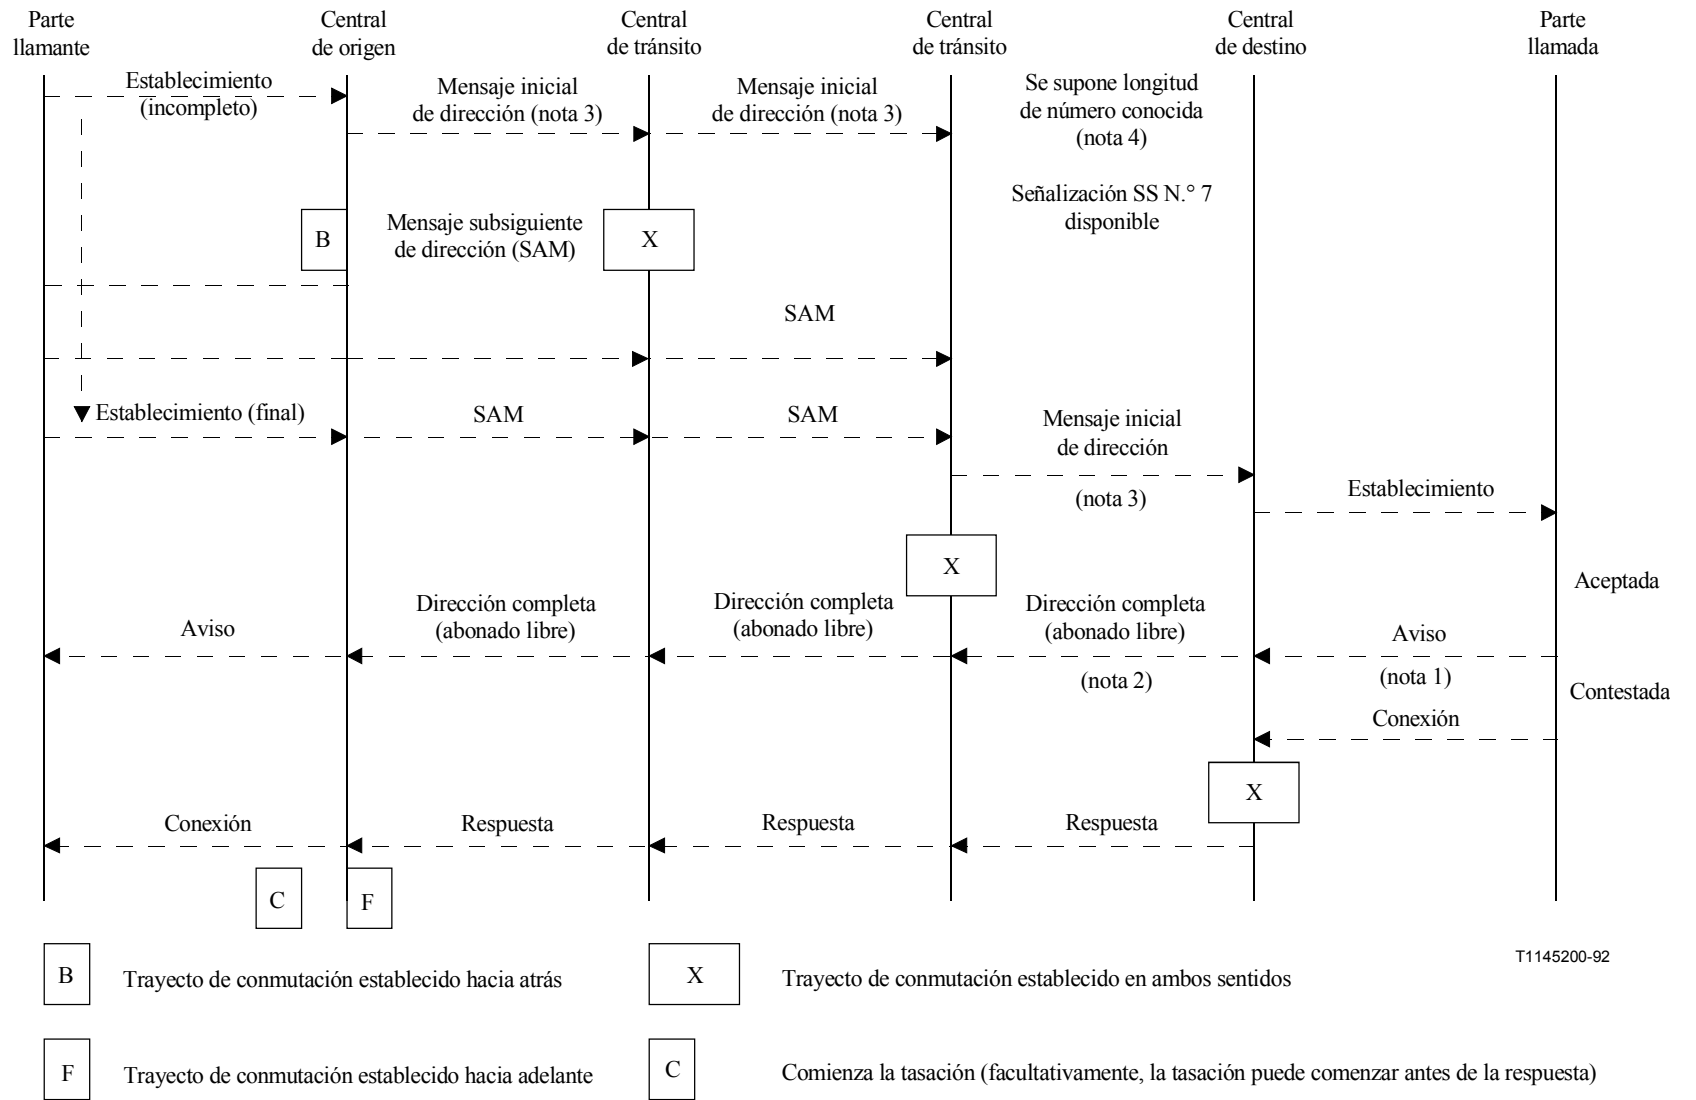 Parte
llamante
Central
de origen
Central
de tránsito
Central
de tránsito
Central
de destino
Parte
llamada
Establecimiento
(incompleto)
Mensaje inicial
de dirección (nota 3)
Mensaje inicial
de dirección (nota 3)
Se supone longitud
de número conocida
(nota 4)
Señalización SS N.° 7
disponible
B
Mensaje subsiguiente
de dirección (SAM)
X
SAM
Establecimiento (final)
SAM
SAM
Mensaje inicial
de dirección
(nota 3)
Establecimiento
X
Aceptada
Aviso
Dirección completa
(abonado libre)
Dirección completa
(abonado libre)
Dirección completa
(abonado libre)
(nota 2)
Aviso
(nota 1)
Contestada
Conexión
X
Conexión
Respuesta
Respuesta
Respuesta
C
F
B
Trayecto de conmutación establecido hacia atrás
X
Trayecto de conmutación establecido en ambos sentidos
T1145200-92
F
Trayecto de conmutación establecido hacia adelante
C
Comienza la tasación (facultativamente, la tasación puede comenzar antes de la respuesta)